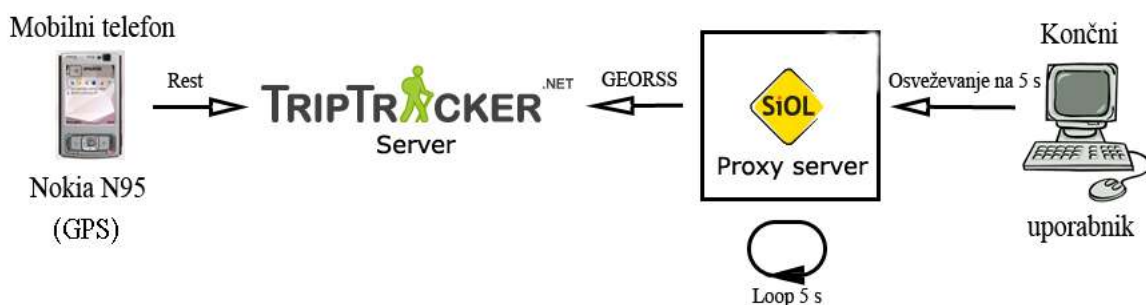 Mobilni telefon
Nokia N95
(GPS)
Rest
TRIPTRACKER.NET
Server
GEORSS
SiOL
Proxy server
Loop 5 s
Osveževanje na 5 s
Končni
uporabnik